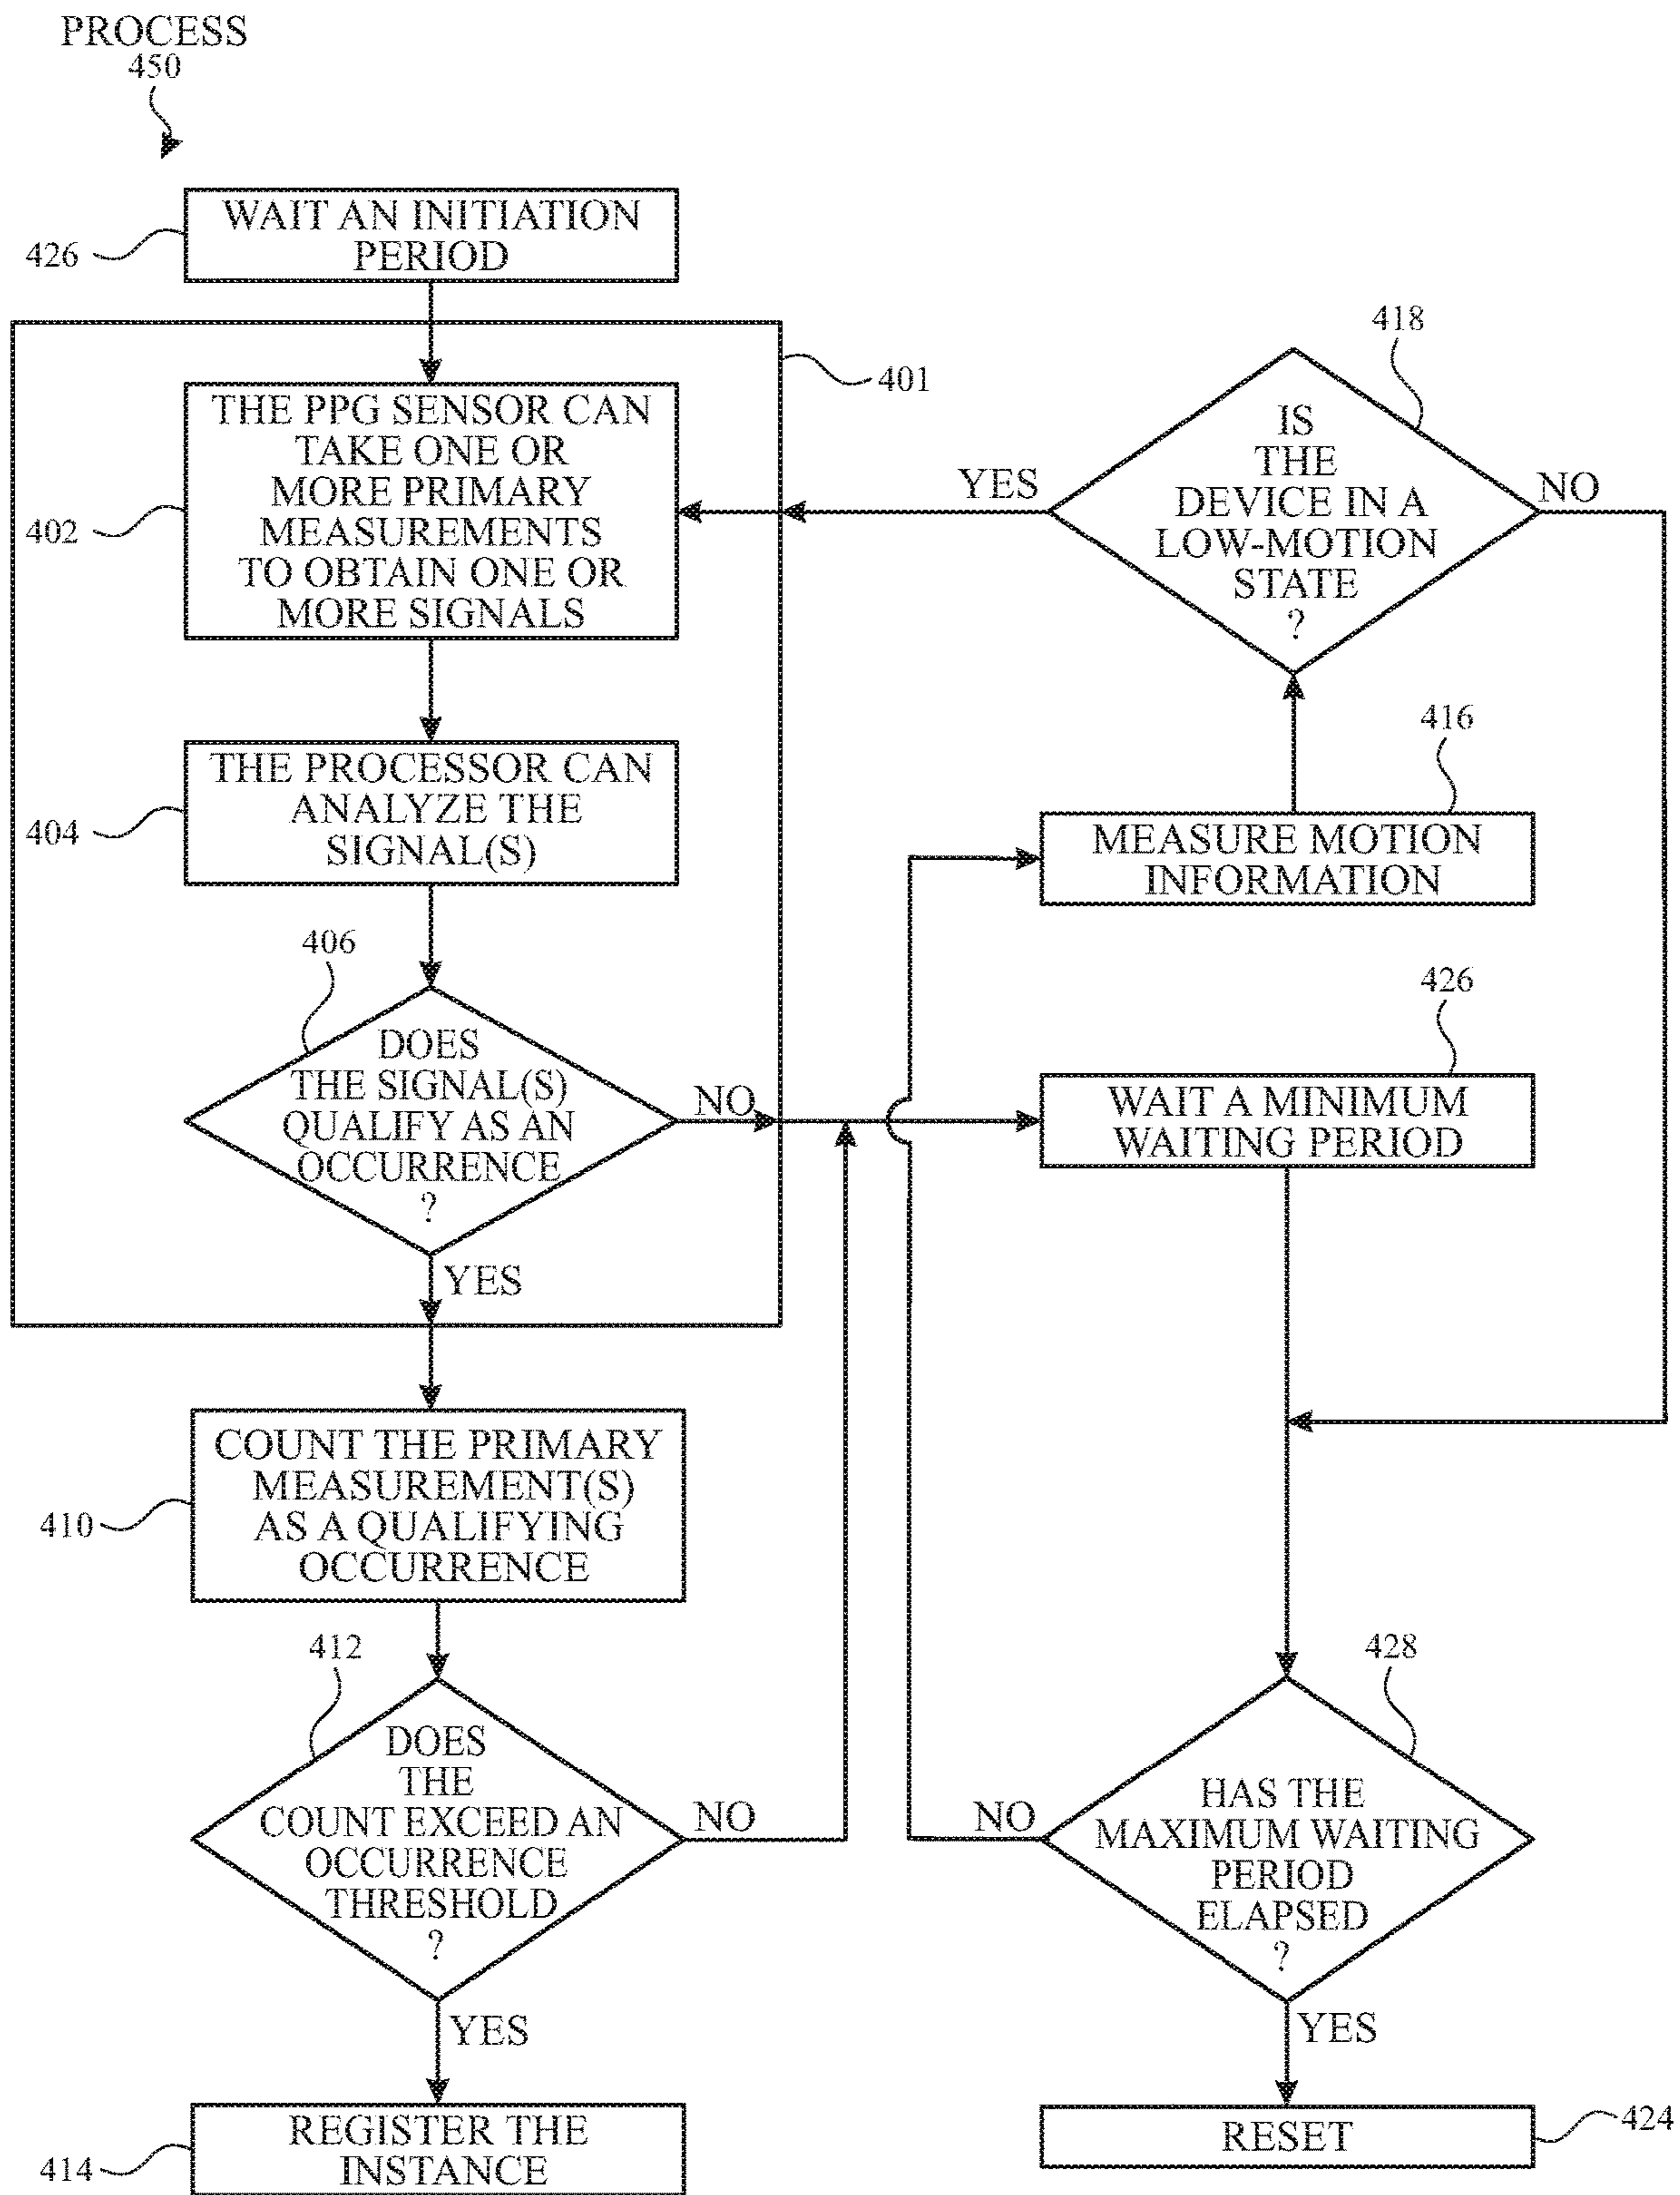 PROCESS
450
WAIT AN INITIATION
PERIOD
426
401
THE PPG SENSOR CAN
TAKE ONE OR
MORE PRIMARY
MEASUREMENTS
TO OBTAIN ONE OR
MORE SIGNALS
402
THE PROCESSOR CAN
ANALYZE THE
SIGNAL(S)
404
406
DOES
THE SIGNAL(S)
QUALIFY AS AN
OCCURRENCE
?
NO
YES
COUNT THE PRIMARY
MEASUREMENT(S)
AS A QUALIFYING
OCCURRENCE
410
412
DOES
THE
COUNT EXCEED AN
OCCURRENCE
THRESHOLD
?
NO
YES
REGISTER THE
INSTANCE
414
418
IS
THE
DEVICE IN A
LOW-MOTION
STATE
?
YES
NO
416
MEASURE MOTION
INFORMATION
426
WAIT A MINIMUM
WAITING PERIOD
428
HAS THE
MAXIMUM WAITING
PERIOD
ELAPSED
?
NO
YES
RESET
424